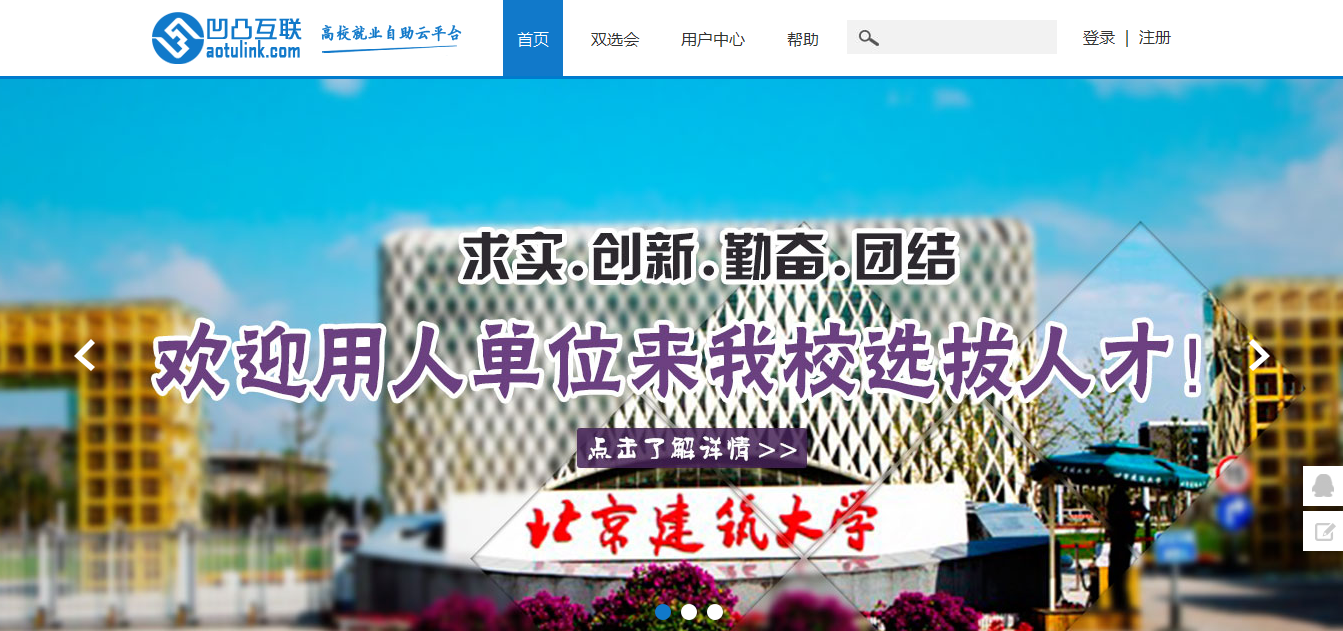 凹凸互联
aotulink.com
高校就业自助云平台
首页 双选会 用户中心 帮助
登录 | 注册
求实.创新.勤奋.团结
欢迎用人单位来我校选拔人才!
点击了解详情>>
北京建筑大学